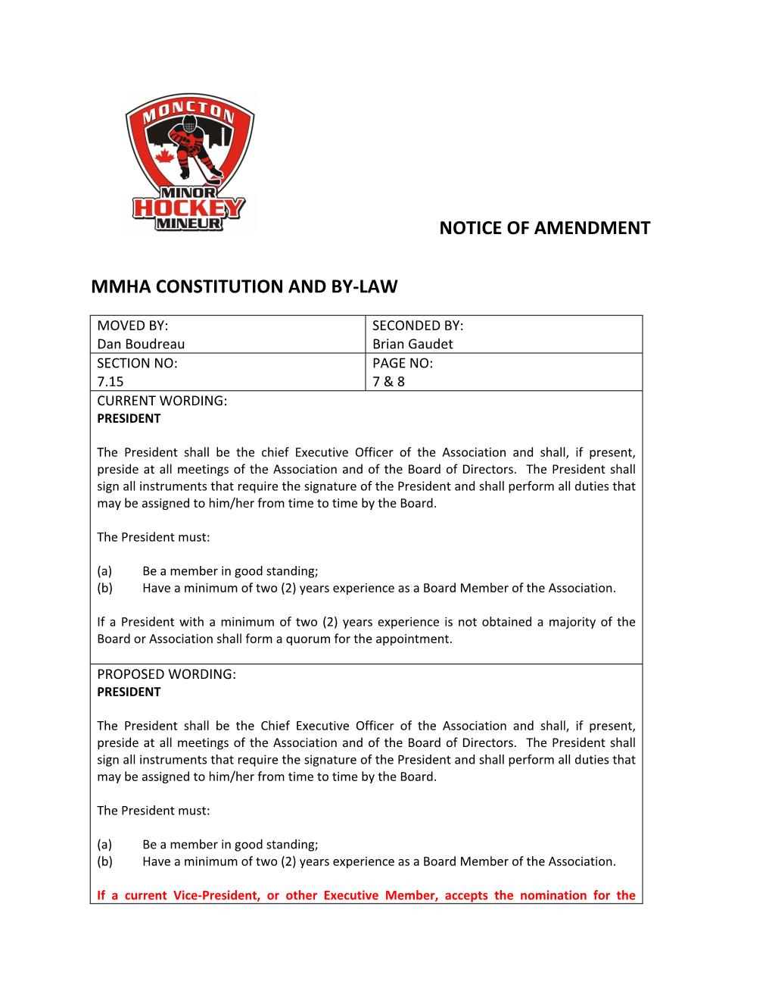 MONCTON
MINOR
HOCKEY
MINEUR
NOTICE OF AMENDMENT
MMHA CONSTITUTION AND BY-LAW
MOVED BY:
Dan Boudreau
SECONDED BY:
Brian Gaudet
SECTION NO:
7.15
PAGE NO:
7 & 8
CURRENT WORDING:
PRESIDENT
The President shall be the chief Executive Officer of the Association and shall, if present,
preside at all meetings of the Association and of the Board of Directors. The President shall
sign all instruments that require the signature of the President and shall perform all duties that
may be assigned to him/her from time to time by the Board.
The President must:
(a) Be a member in good standing;
(b) Have a minimum of two (2) years experience as a Board Member of the Association.
If a President with a minimum of two (2) years experience is not obtained a majority of the
Board or Association shall form a quorum for the appointment.
PROPOSED WORDING:
PRESIDENT
The President shall be the Chief Executive Officer of the Association and shall, if present,
preside at all meetings of the Association and of the Board of Directors. The President shall
sign all instruments that require the signature of the President and shall perform all duties that
may be assigned to him/her from time to time by the Board.
The President must:
(a) Be a member in good standing;
(b) Have a minimum of two (2) years experience as a Board Member of the Association.
If a current Vice-President, or other Executive Member, accepts the nomination for the